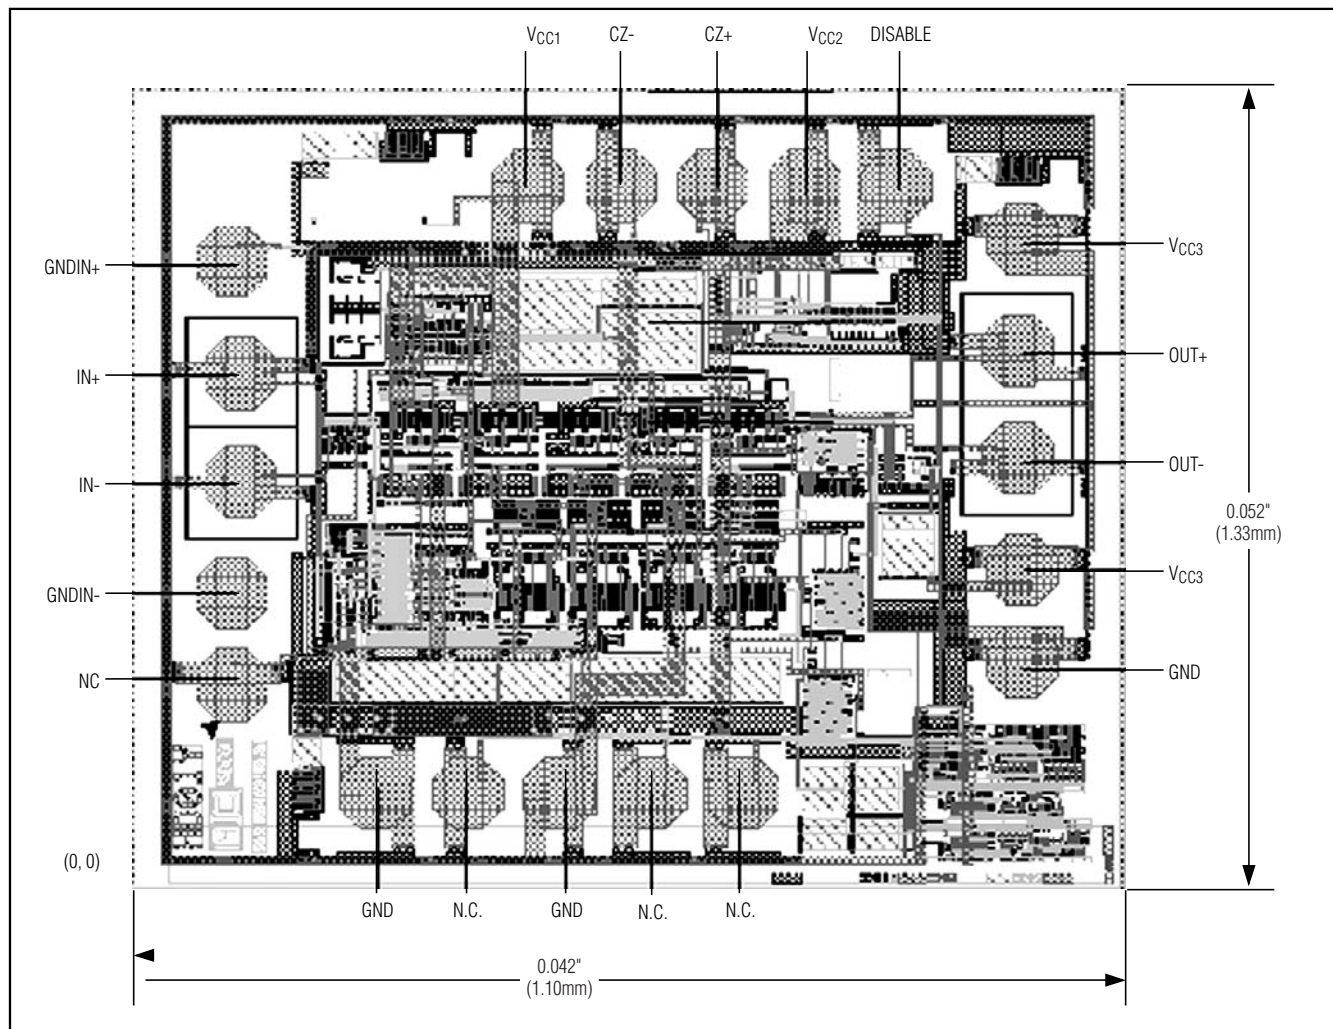 VCC1 CZ- CZ+ VCC2 DISABLE
GNDIN+
VCC3
IN+
OUT+
IN-
OUT-
0.052"
(1.33mm)
GNDIN-
VCC3
NC
GND
(0, 0)
GND N.C. GND N.C. N.C.
0.042"
(1.10mm)